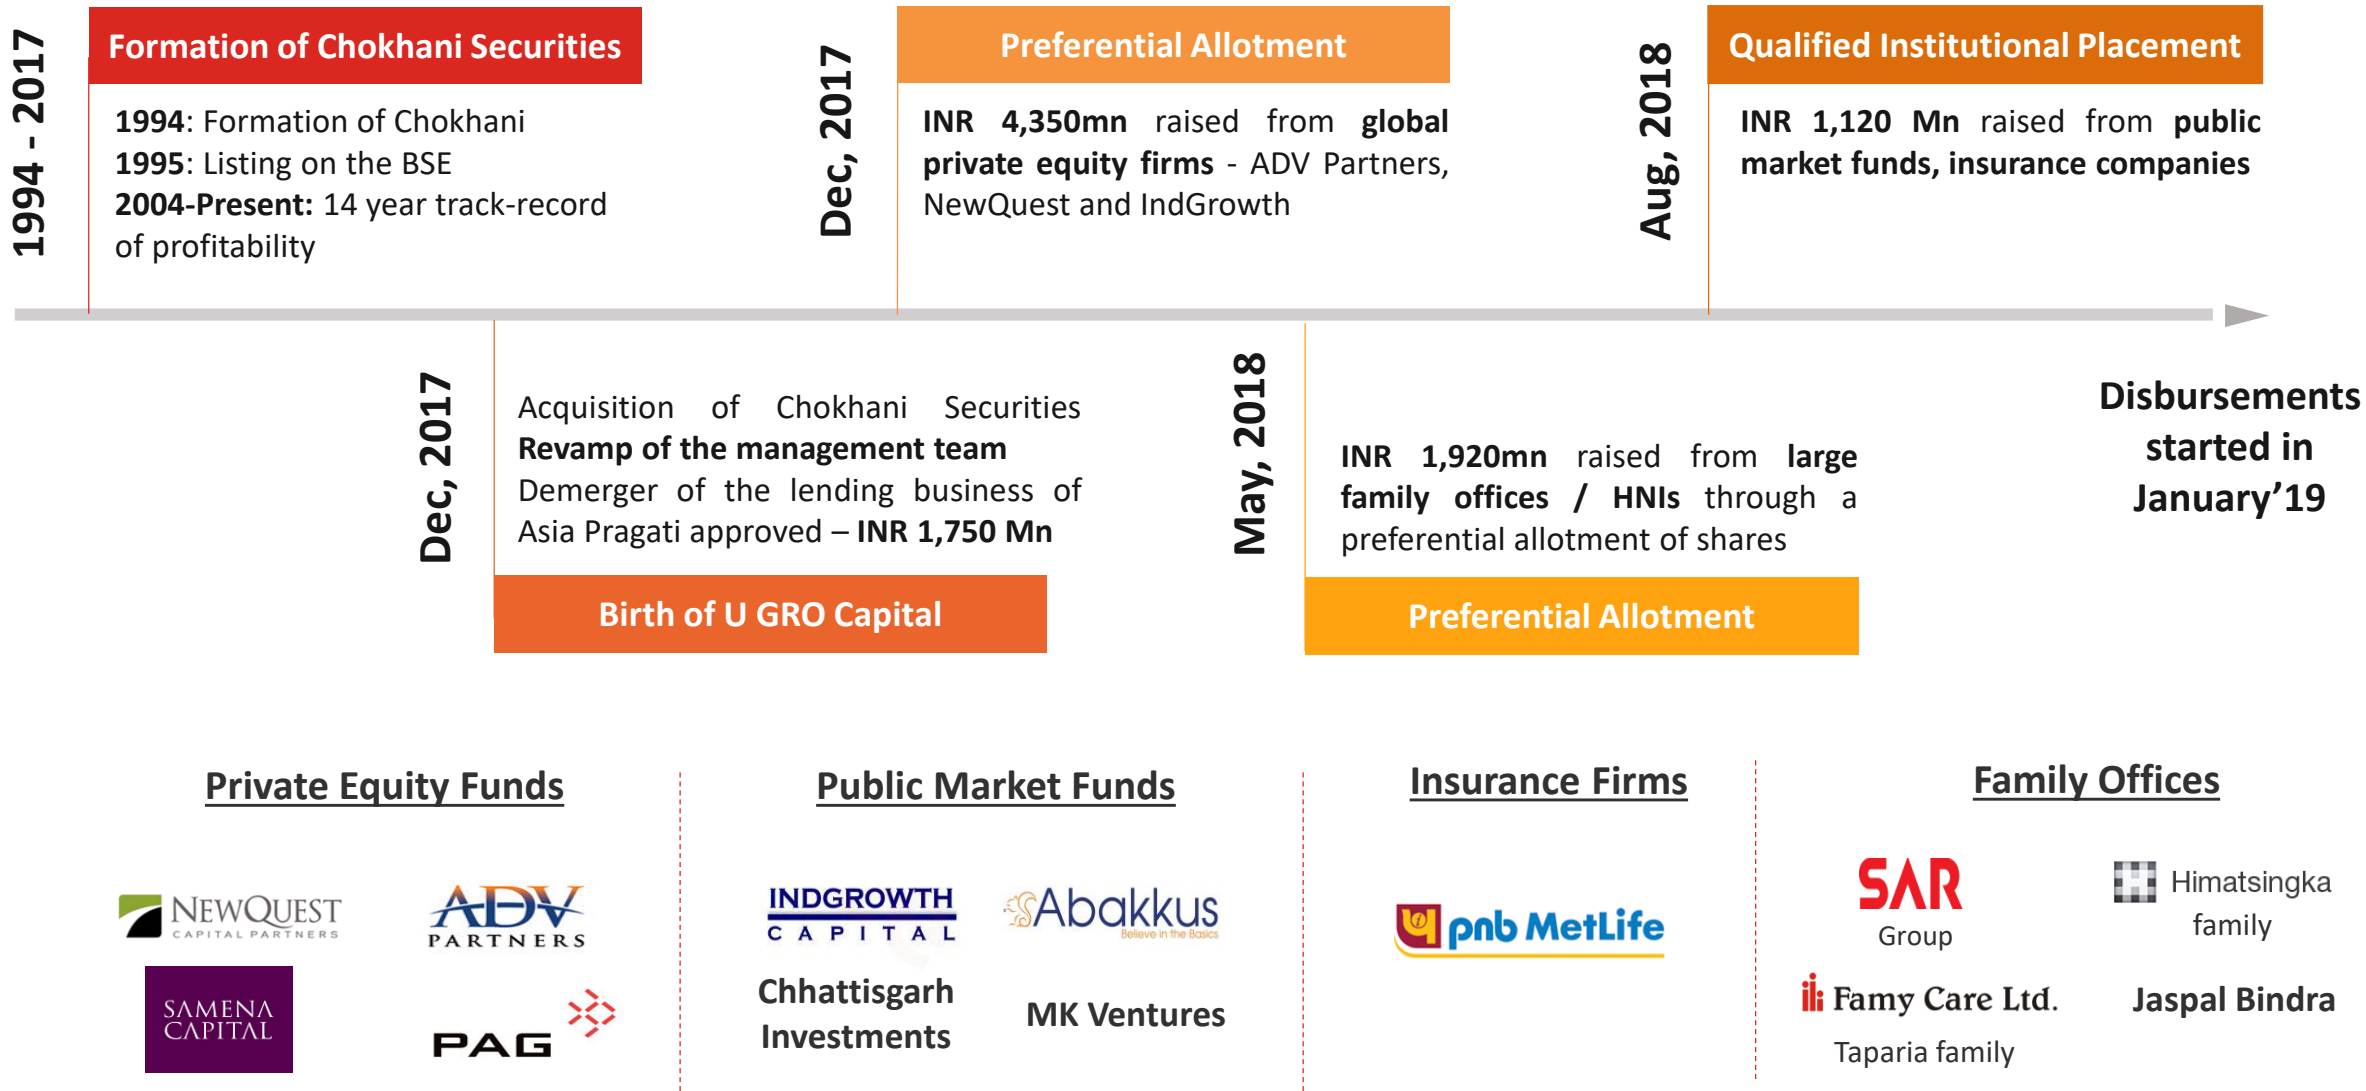 1994 - 2017
Formation of Chokhani Securities
1994: Formation of Chokhani
1995: Listing on the BSE
2004-Present: 14 year track-record
of profitability
Dec, 2017
Preferential Allotment
INR 4,350mn raised from global
private equity firms - ADV Partners,
NewQuest and IndGrowth
Aug, 2018
Qualified Institutional Placement
INR 1,120 Mn raised from public
market funds, insurance companies
Dec, 2017
Acquisition of Chokhani Securities
Revamp of the management team
Demerger of the lending business of
Asia Pragati approved – INR 1,750 Mn
Birth of U GRO Capital
May, 2018
INR 1,920mn raised from large
family offices / HNIs through a
preferential allotment of shares
Preferential Allotment
Disbursements
started in
January’19
Private Equity Funds
NEWQUEST
CAPITAL PARTNERS
ADV
PARTNERS
SAMENA
CAPITAL
PAG
Public Market Funds
INDGROWTH
CAPITAL
Abakkus
Believe in the Basics
Chhattisgarh
Investments
MK Ventures
Insurance Firms
pnb MetLife
Family Offices
SAR
Group
Himatsingka
family
Famy Care Ltd.
Taparia family
Jaspal Bindra